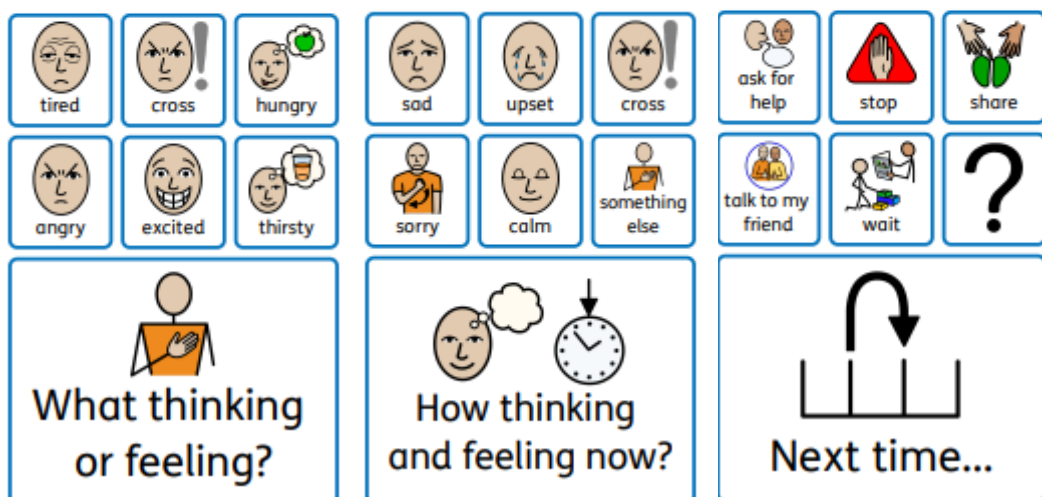 tired
cross
hungry
angry
excited
thirsty
What thinking
or feeling?
sad
upset
cross
sorry
calm
something
else
How thinking
and feeling now?
ask for
help
stop
share
talk to my
friend
wait
?
Next time...